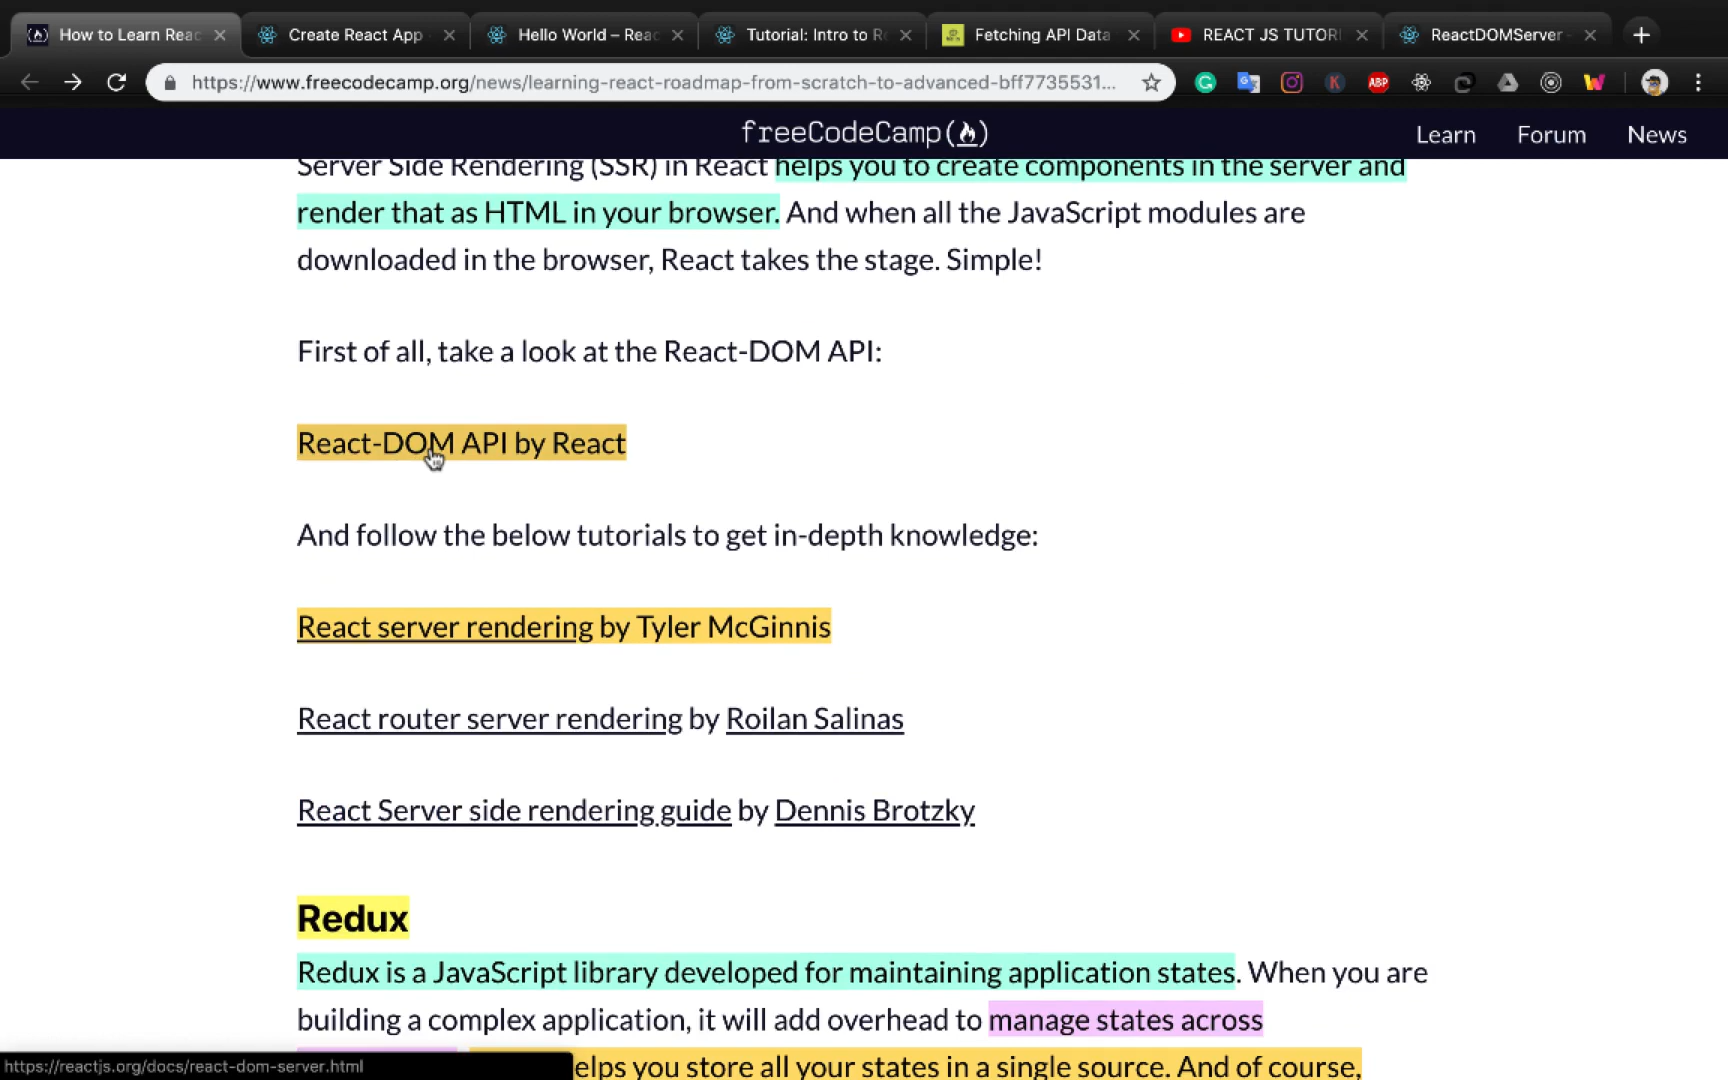 How to Learn Reac
Create React App
Hello World – Reac
Tutorial: Intro to Re
Fetching API Data
REACT JS TUTORI
ReactDOMServer -
https://www.freecodecamp.org/news/learning-react-roadmap-from-scratch-to-advanced-bff7735531...
ABP
freeCodeCamp
Learn
Forum
News
Server Side Rendering (SSR) in React helps you to create components in the server and
render that as HTML in your browser. And when all the JavaScript modules are
downloaded in the browser, React takes the stage. Simple!
First of all, take a look at the React-DOM API:
React-DOM API by React
And follow the below tutorials to get in-depth knowledge:
React server rendering by Tyler McGinnis
React router server rendering by Roilan Salinas
React Server side rendering guide by Dennis Brotzky
Redux
Redux is a JavaScript library developed for maintaining application states. When you are
building a complex application, it will add overhead to manage states across
elps you store all your states in a single source. And of course,
https://reactjs.org/docs/react-dom-server.html